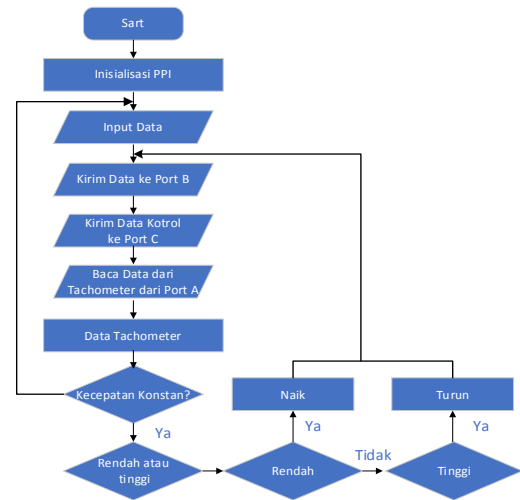 Sart
Inisialisasi PPI
Input Data
Kirim Data ke Port B
Kirim Data Kotrol
ke Port C
Baca Data dari
Tachometer dari Port A
Data Tachometer
Kecepatan Konstan?
Ya
Rendah atau
tinggi
Rendah
Ya
Naik
Tidak
Tinggi
Ya
Turun